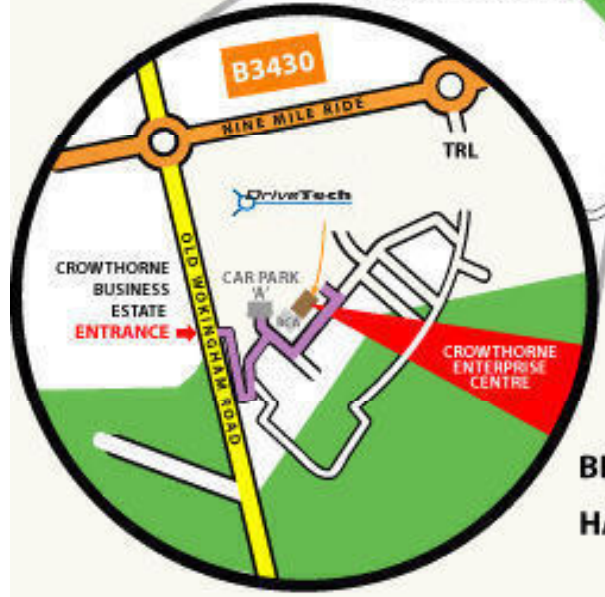 B3430
NINE MILE RIDE
TRL
DriveTech
OLD WOKINGHAM ROAD
CROWTHORNE
BUSINESS
ESTATE
ENTRANCE
CAR PARK
'A'
CROWTHORNE
ENTERPRISE
CENTRE